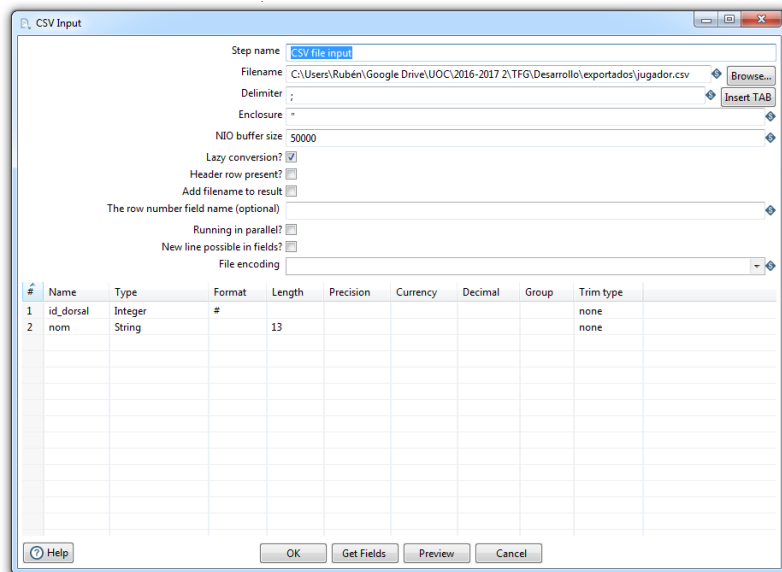 CSV Input
Step name CSV file input
Filename C:\Users\Rubén\Google Drive\UOC\2016-2017 2\TFG\Desarrollo\exportados\jugador.csv Browse...
Delimiter ; Insert TAB
Enclosure "
NIO buffer size 50000
Lazy conversion?
Header row present?
Add filename to result
The row number field name (optional)
Running in parallel?
New line possible in fields?
File encoding
# Name Type Format Length Precision Currency Decimal Group Trim type
1 id_dorsal Integer # none
2 nom String 13 none
Help OK Get Fields Preview Cancel